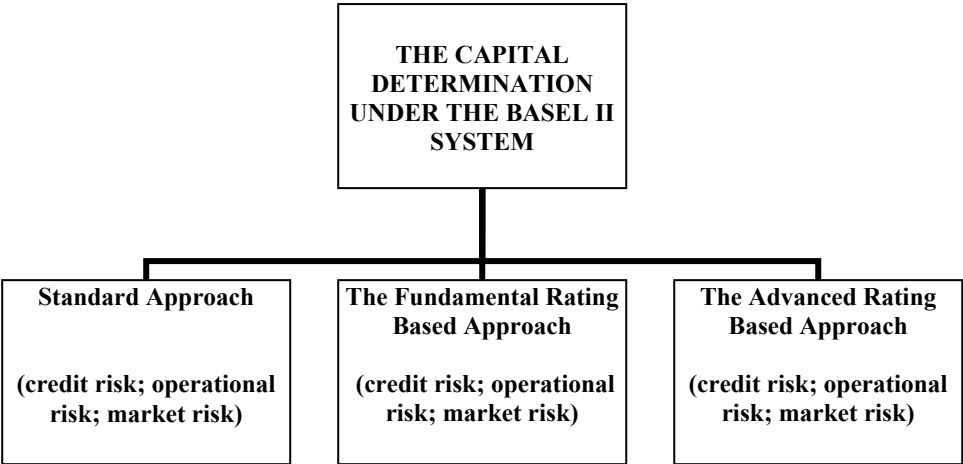 THE CAPITAL
DETERMINATION
UNDER THE BASEL II
SYSTEM
Standard Approach
(credit risk; operational
risk; market risk)
The Fundamental Rating
Based Approach
(credit risk; operational
risk; market risk)
The Advanced Rating
Based Approach
(credit risk; operational
risk; market risk)